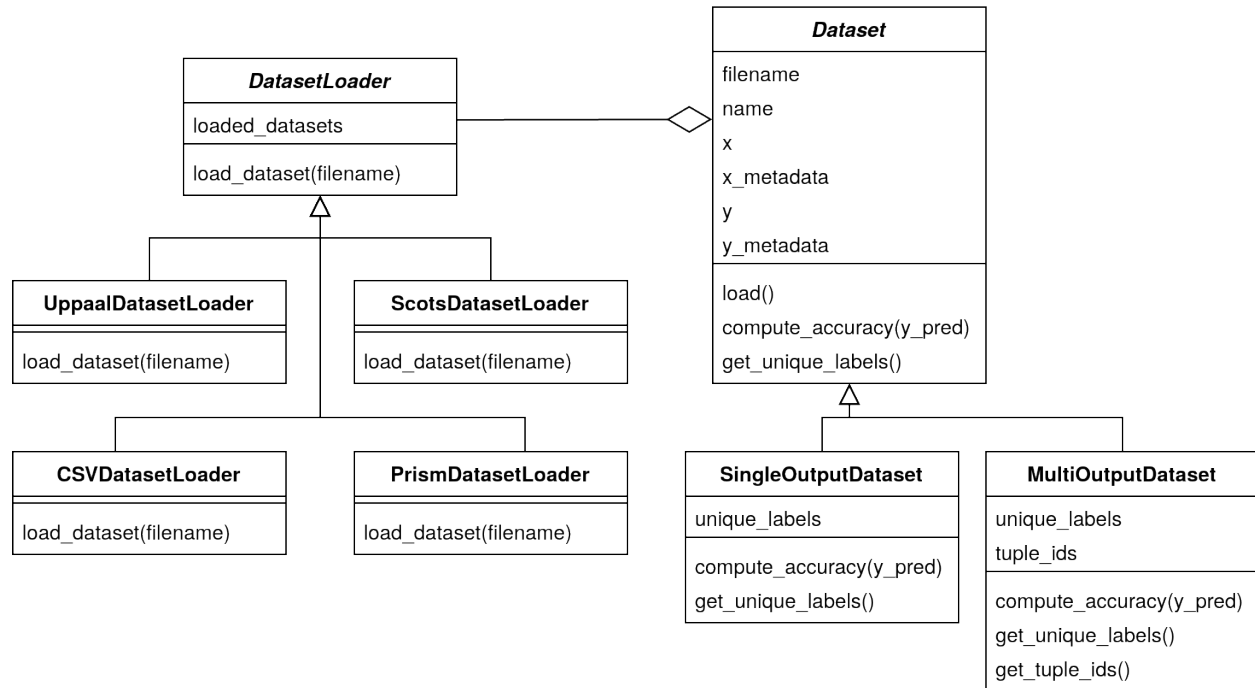 DatasetLoader
loaded_datasets
load_dataset(filename)
Dataset
filename
name
x
x_metadata
y
y_metadata
load()
compute_accuracy(y_pred)
get_unique_labels()
UppaalDatasetLoader
load_dataset(filename)
ScotsDatasetLoader
load_dataset(filename)
CSVDatasetLoader
load_dataset(filename)
PrismDatasetLoader
load_dataset(filename)
SingleOutputDataset
unique_labels
compute_accuracy(y_pred)
get_unique_labels()
MultiOutputDataset
unique_labels
tuple_ids
compute_accuracy(y_pred)
get_unique_labels()
get_tuple_ids()